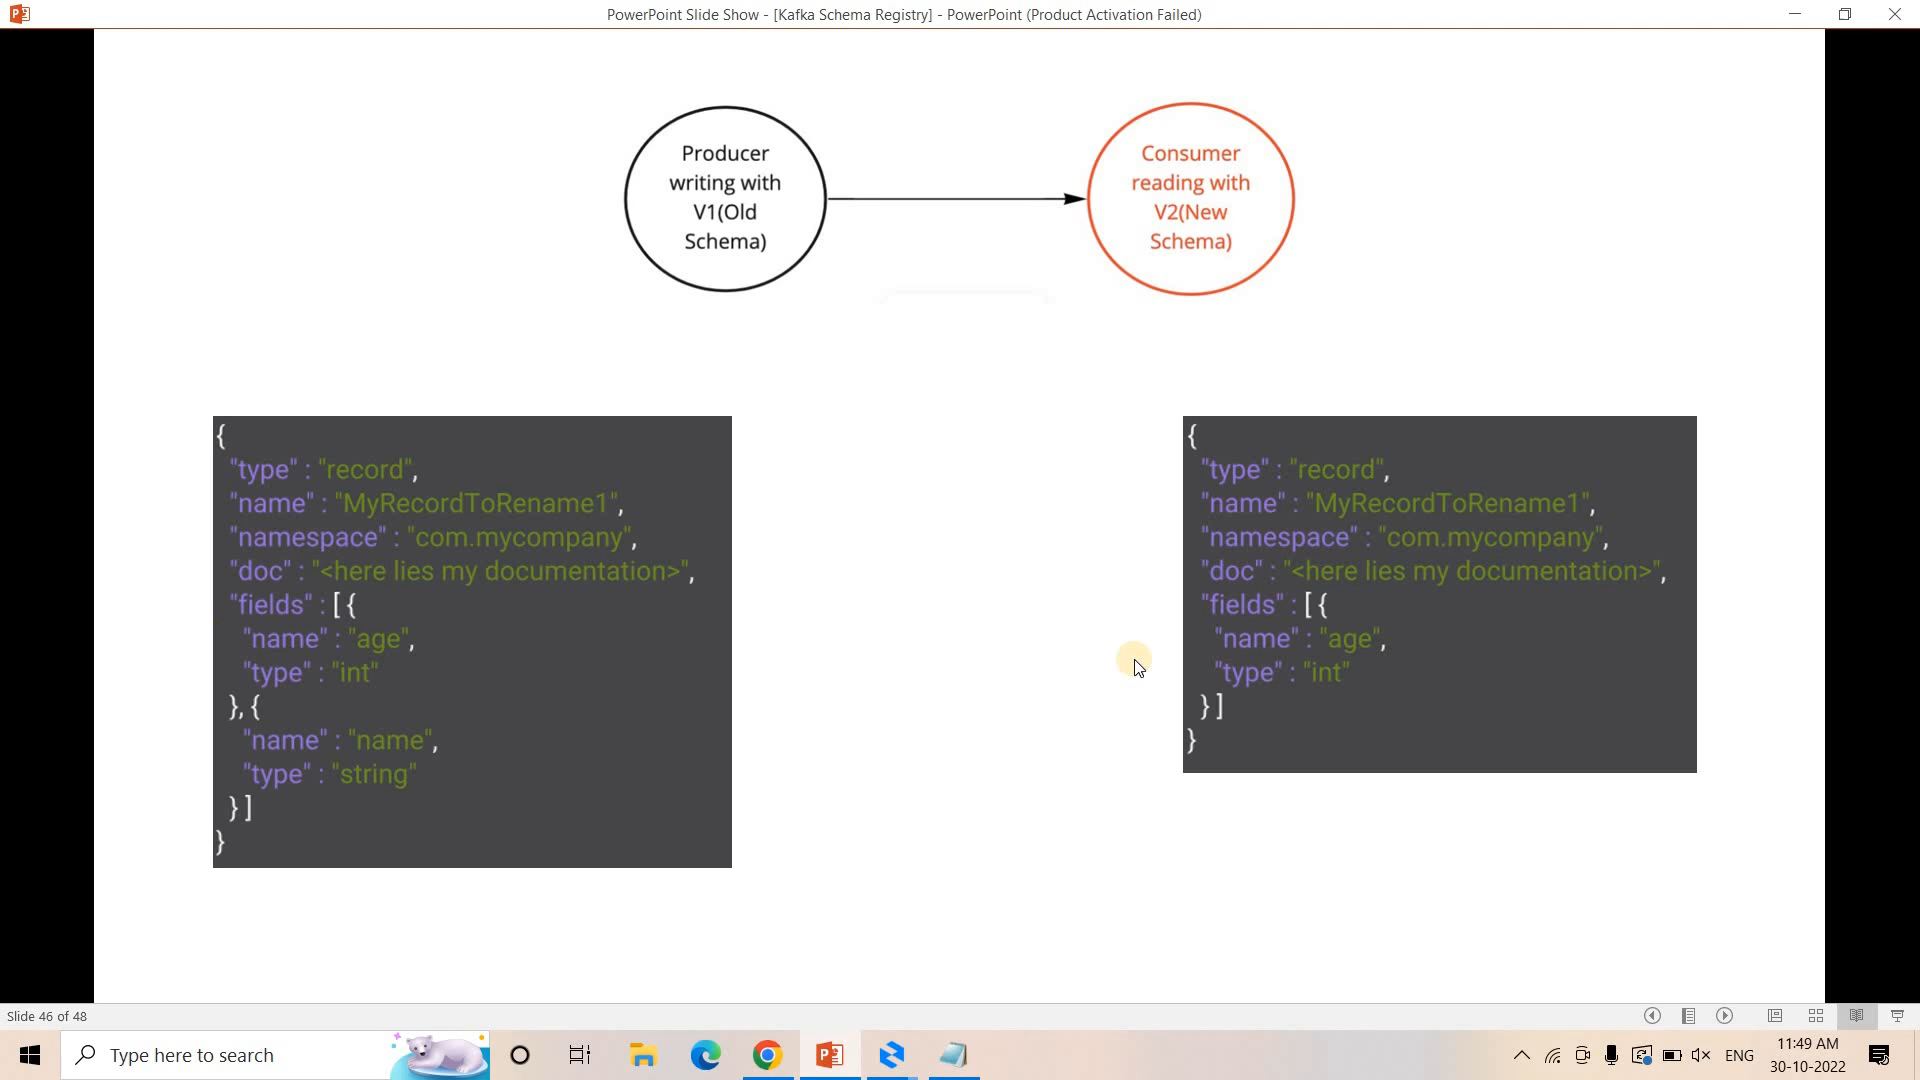 PowerPoint Slide Show - [Kafka Schema Registry] - PowerPoint (Product Activation Failed)
Producer
writing with
V1(Old
Schema)
Consumer
reading with
V2(New
Schema)
{
"type" : "record",
"name" : "MyRecordToRename1",
"namespace" : "com.mycompany",
"doc" : "<here lies my documentation>",
"fields" : [ {
"name" : "age",
"type" : "int"
}, {
"name" : "name",
"type" : "string"
} ]
}
{
"type" : "record",
"name" : "MyRecordToRename1",
"namespace" : "com.mycompany",
"doc" : "<here lies my documentation>",
"fields" : [ {
"name" : "age",
"type" : "int"
} ]
}
Slide 46 of 48
Type here to search
ENG
11:49 AM
30-10-2022